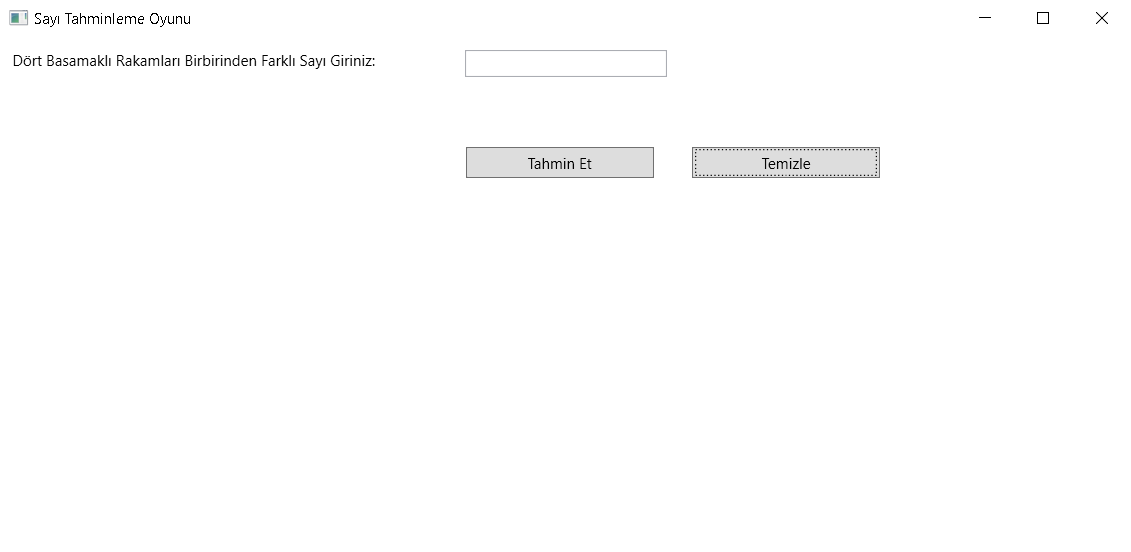 Sayı Tahminleme Oyunu
Dört Basamaklı Rakamları Birbirinden Farklı Sayı Giriniz:
Tahmin Et
Temizle